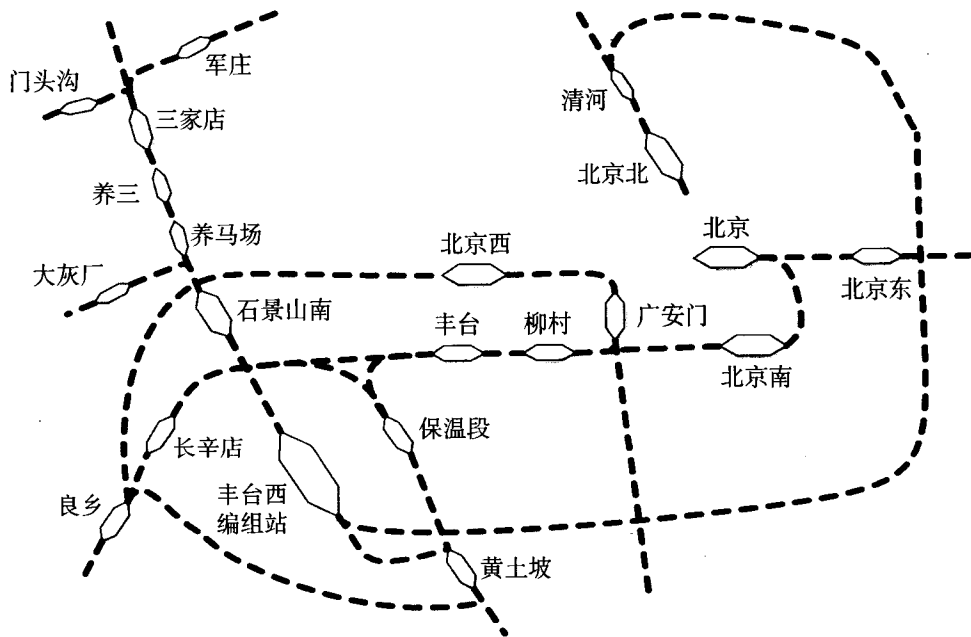 军庄
门头沟
清河
三家店
北京北
养三
养马场
北京西
北京
大灰厂
北京东
石景山南
丰台
柳村
广安门
北京南
长辛店
保温段
良乡
丰台西
编组站
黄土坡